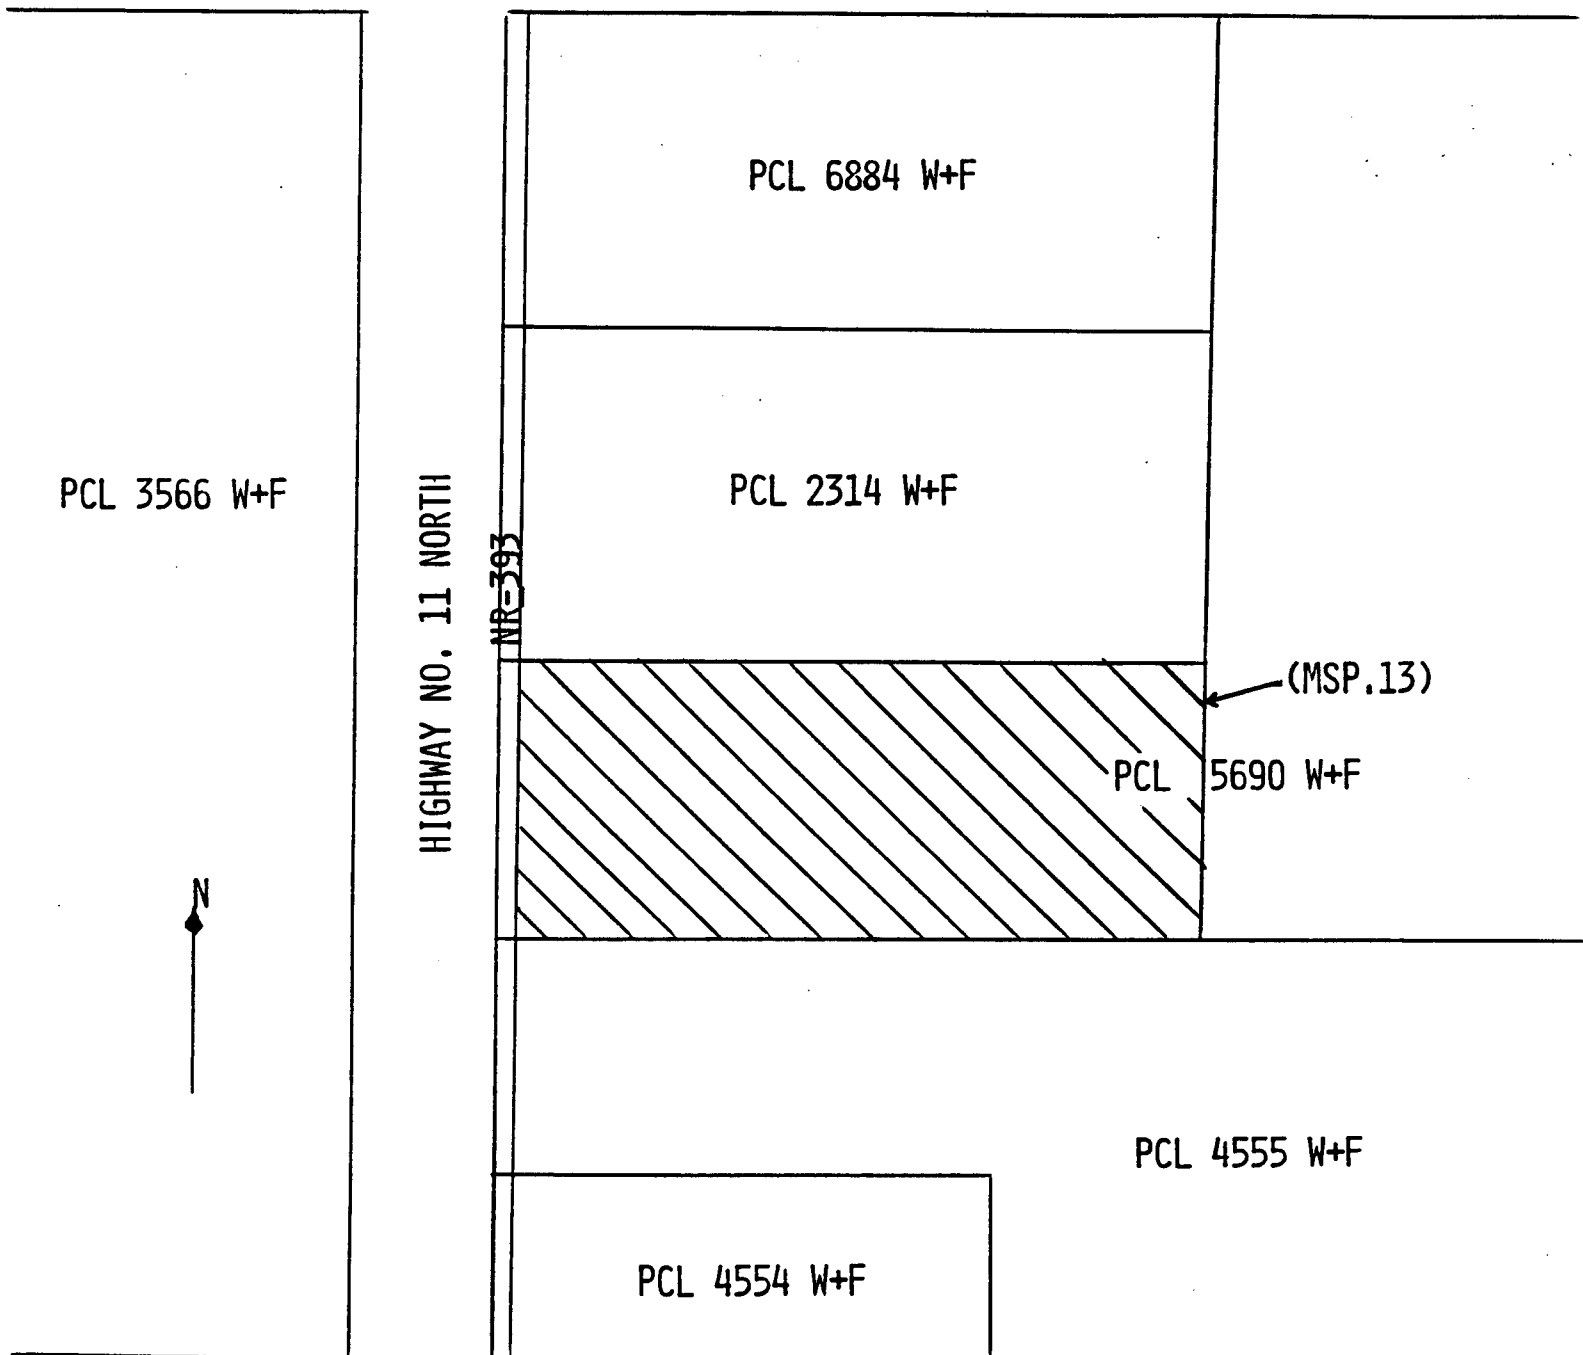 PCL 6884 W+F
PCL 3566 W+F
PCL 2314 W+F
HIGHWAY NO. 11 NORTH
NR-393
(MSP.13)
PCL 5690 W+F
N
PCL 4555 W+F
PCL 4554 W+F